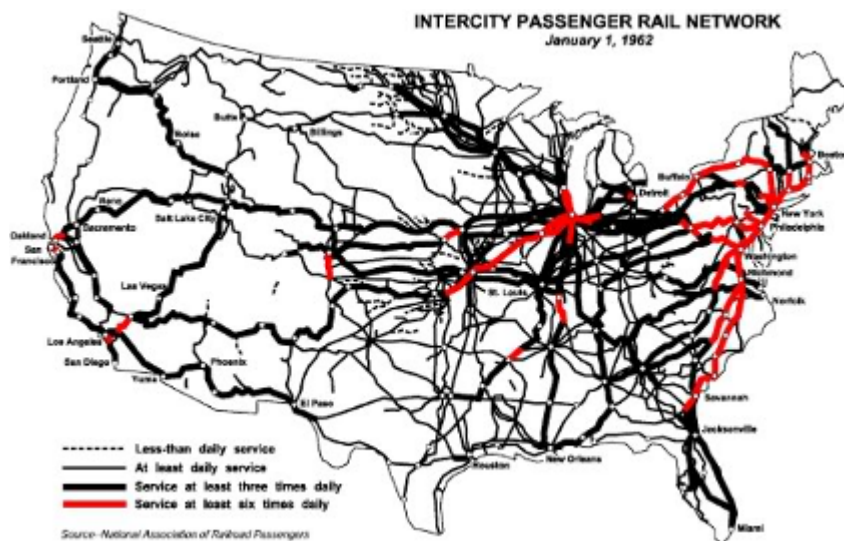 INTERCITY PASSENGER RAIL NETWORK
January 1, 1962
Seattle
Portland
Butte
Billings
Boise
Reno
Salt Lake City
Sacramento
Oakland
San
Francisco
Las Vegas
Los Angeles
San Diego
Yuma
Phoenix
El Paso
Houston
New Orleans
St. Louis
Detroit
Buffalo
Boston
New York
Philadelphia
Washington
Richmond
Norfolk
Savannah
Jacksonville
Miami
Less-than daily service
At least daily service
Service at least three times daily
Service at least six times daily
Source--National Association of Railroad Passengers